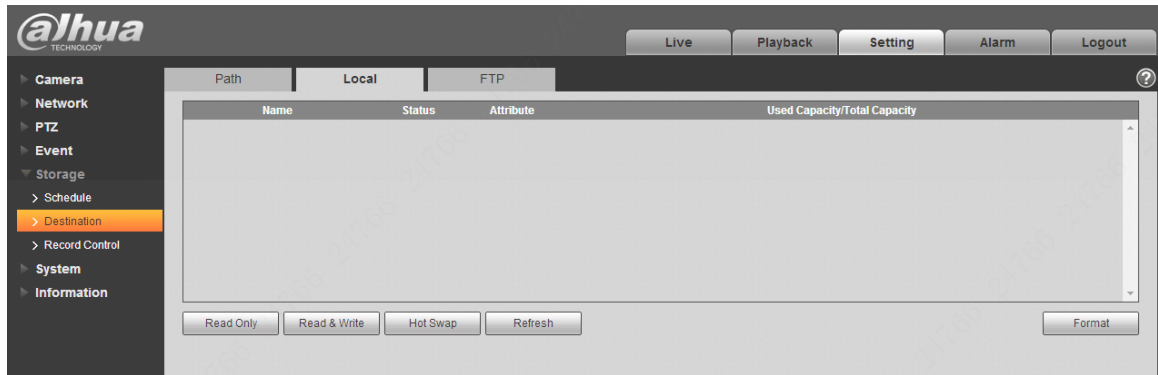 alhua
TECHNOLOGY
Live Playback Setting Alarm Logout
Camera
Network
PTZ
Event
Storage
Schedule
Destination
Record Control
System
Information
Path Local FTP
?
Name Status Attribute Used Capacity/Total Capacity
Read Only Read & Write Hot Swap Refresh Format